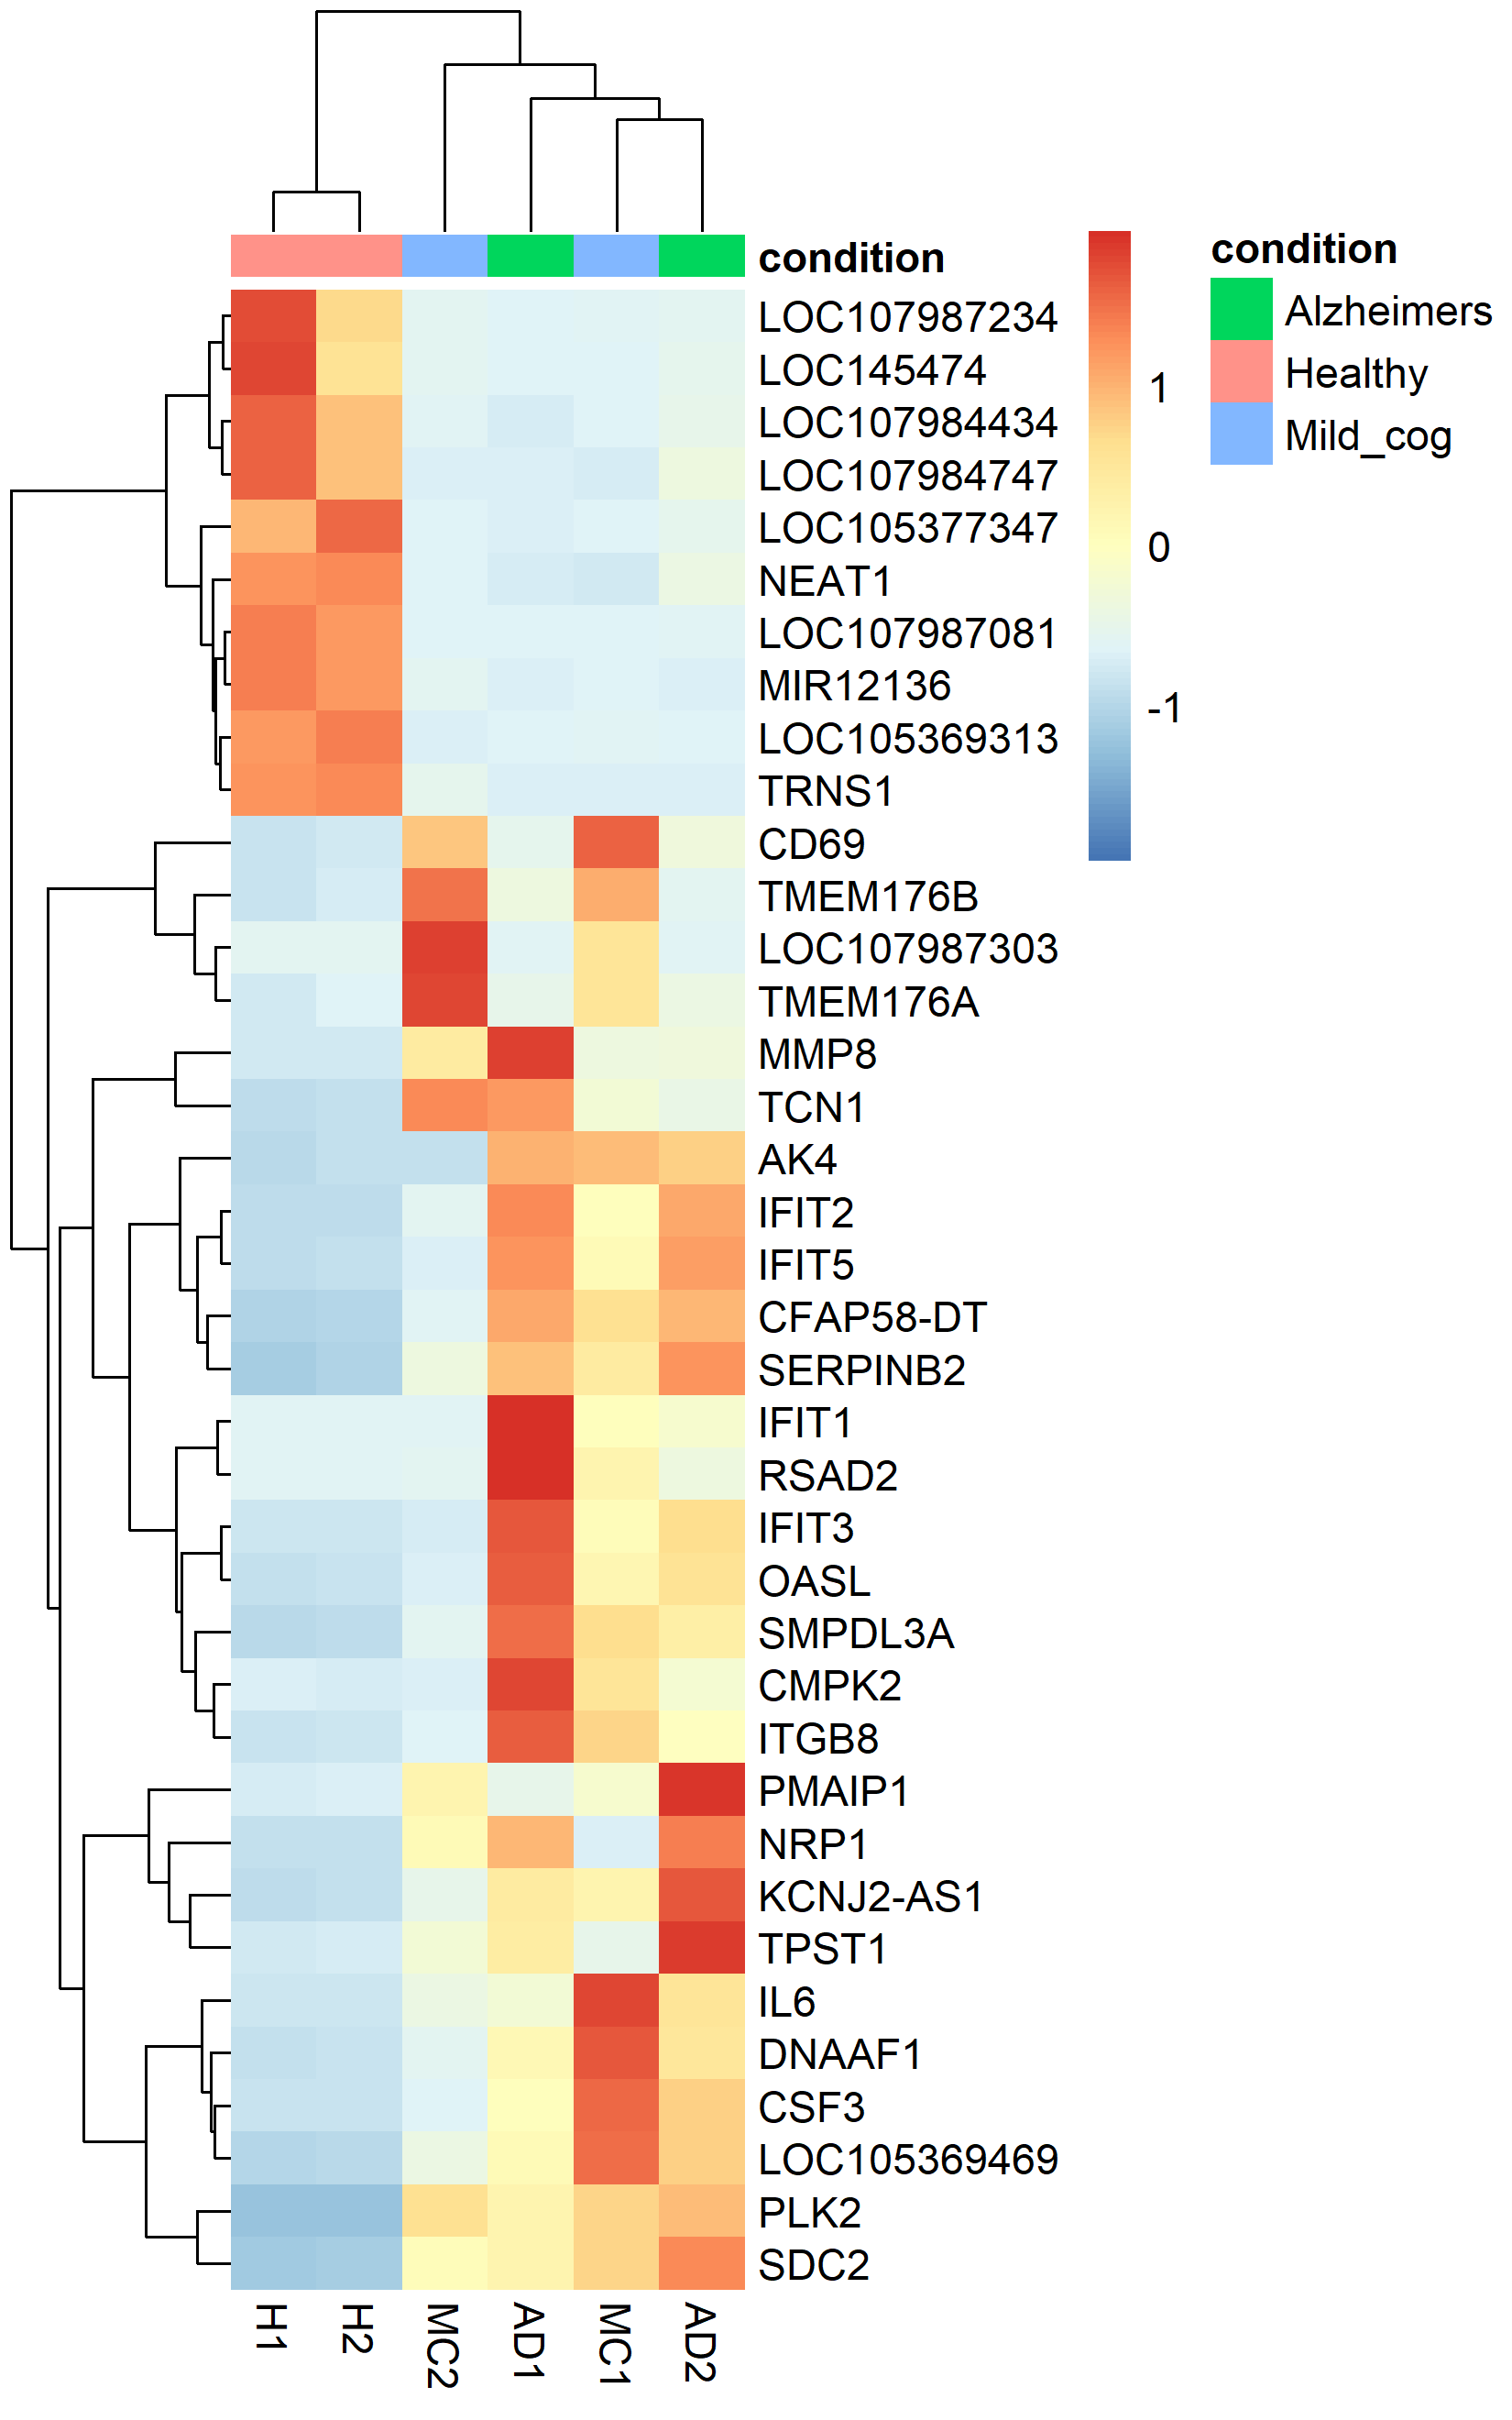 condition
LOC107987234
LOC145474
LOC107984434
LOC107984747
LOC105377347
NEAT1
LOC107987081
MIR12136
LOC105369313
TRNS1
CD69
TMEM176B
LOC107987303
TMEM176A
MMP8
TCN1
AK4
IFIT2
IFIT5
CFAP58-DT
SERPINB2
IFIT1
RSAD2
IFIT3
OASL
SMPDL3A
CMPK2
ITGB8
PMAIP1
NRP1
KCNJ2-AS1
TPST1
IL6
DNAAF1
CSF3
LOC105369469
PLK2
SDC2
H1
H2
MC2
AD1
MC1
AD2
1
0
-1
condition
Alzheimers
Healthy
Mild_cog